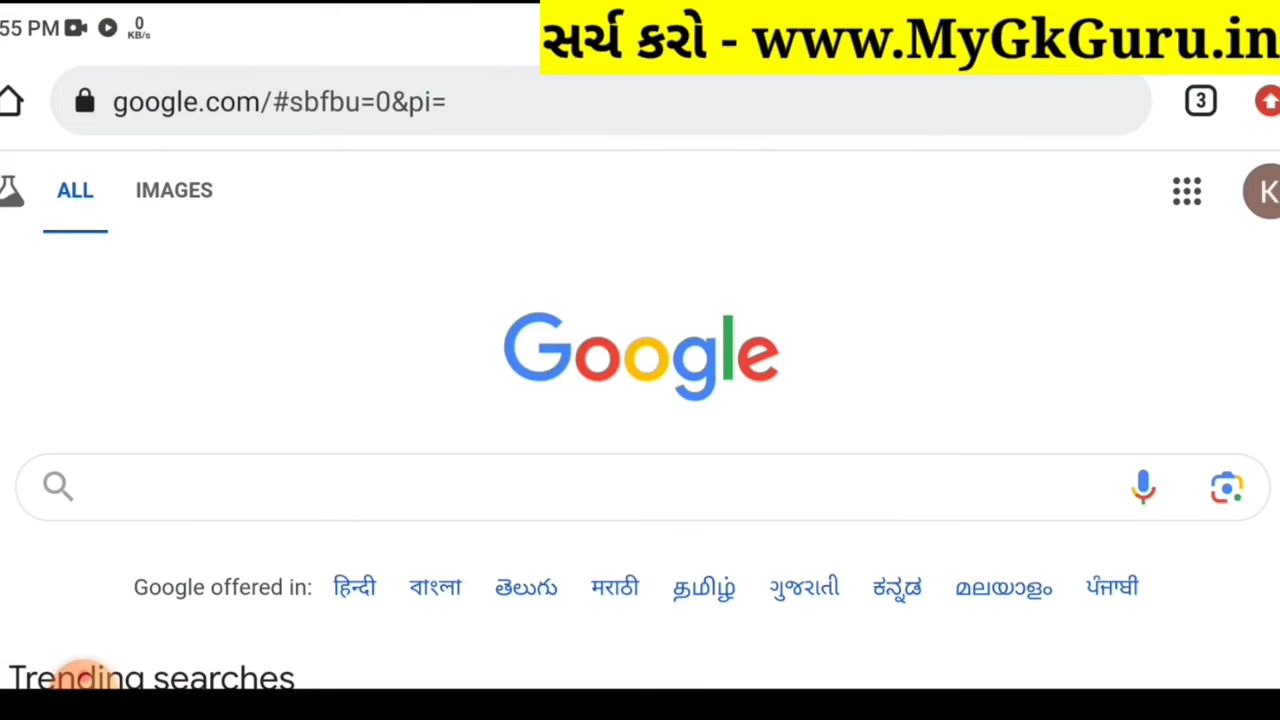 55 PM 0 KB/s
સર્ચ કરો - www.MyGkGuru.in
google.com/#sbfbu=0&pi=
3
ALL IMAGES
K
Google
Google offered in: हिन्दी বাংলা తెలుగు मराठी தமிழ் ગુજરાતી ಕನ್ನಡ മലയാളം ਪੰਜਾਬੀ
Trending searches